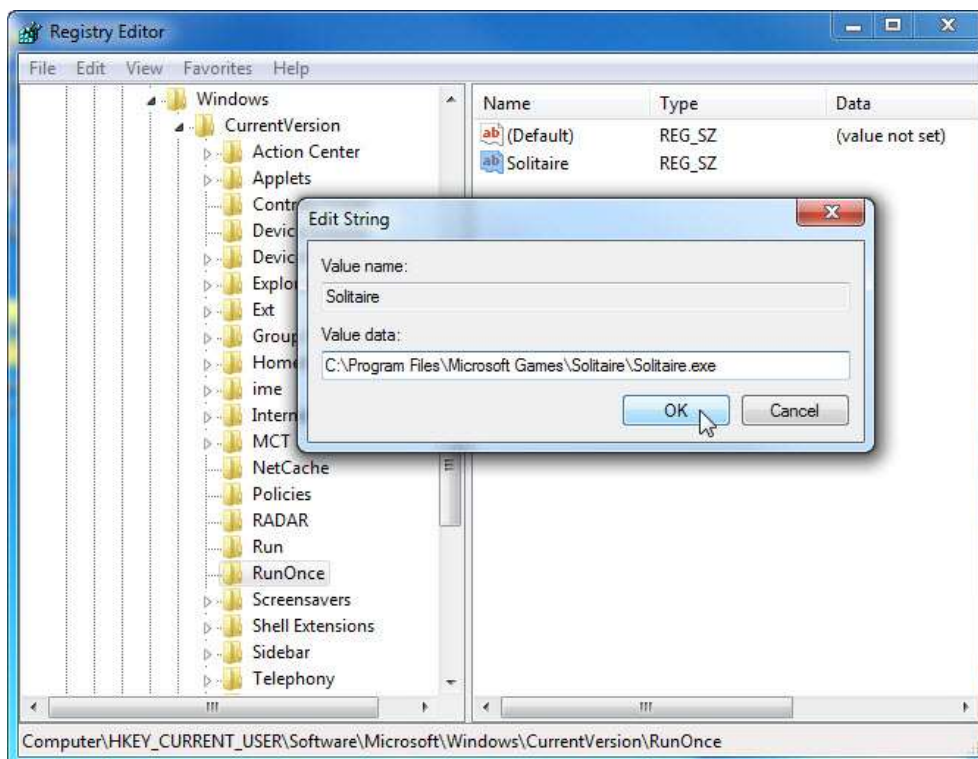 Registry Editor
File Edit View Favorites Help
Windows
CurrentVersion
Action Center
Applets
Contr
Devic
Devic
Explo
Ext
Group
Home
ime
Intern
MCT
NetCache
Policies
RADAR
Run
RunOnce
Screensavers
Shell Extensions
Sidebar
Telephony
Name Type Data
ab (Default) REG_SZ (value not set)
ab Solitaire REG_SZ
Edit String
Value name:
Solitaire
Value data:
C:\Program Files\Microsoft Games\Solitaire\Solitaire.exe
OK Cancel
Computer\HKEY_CURRENT_USER\Software\Microsoft\Windows\CurrentVersion\RunOnce